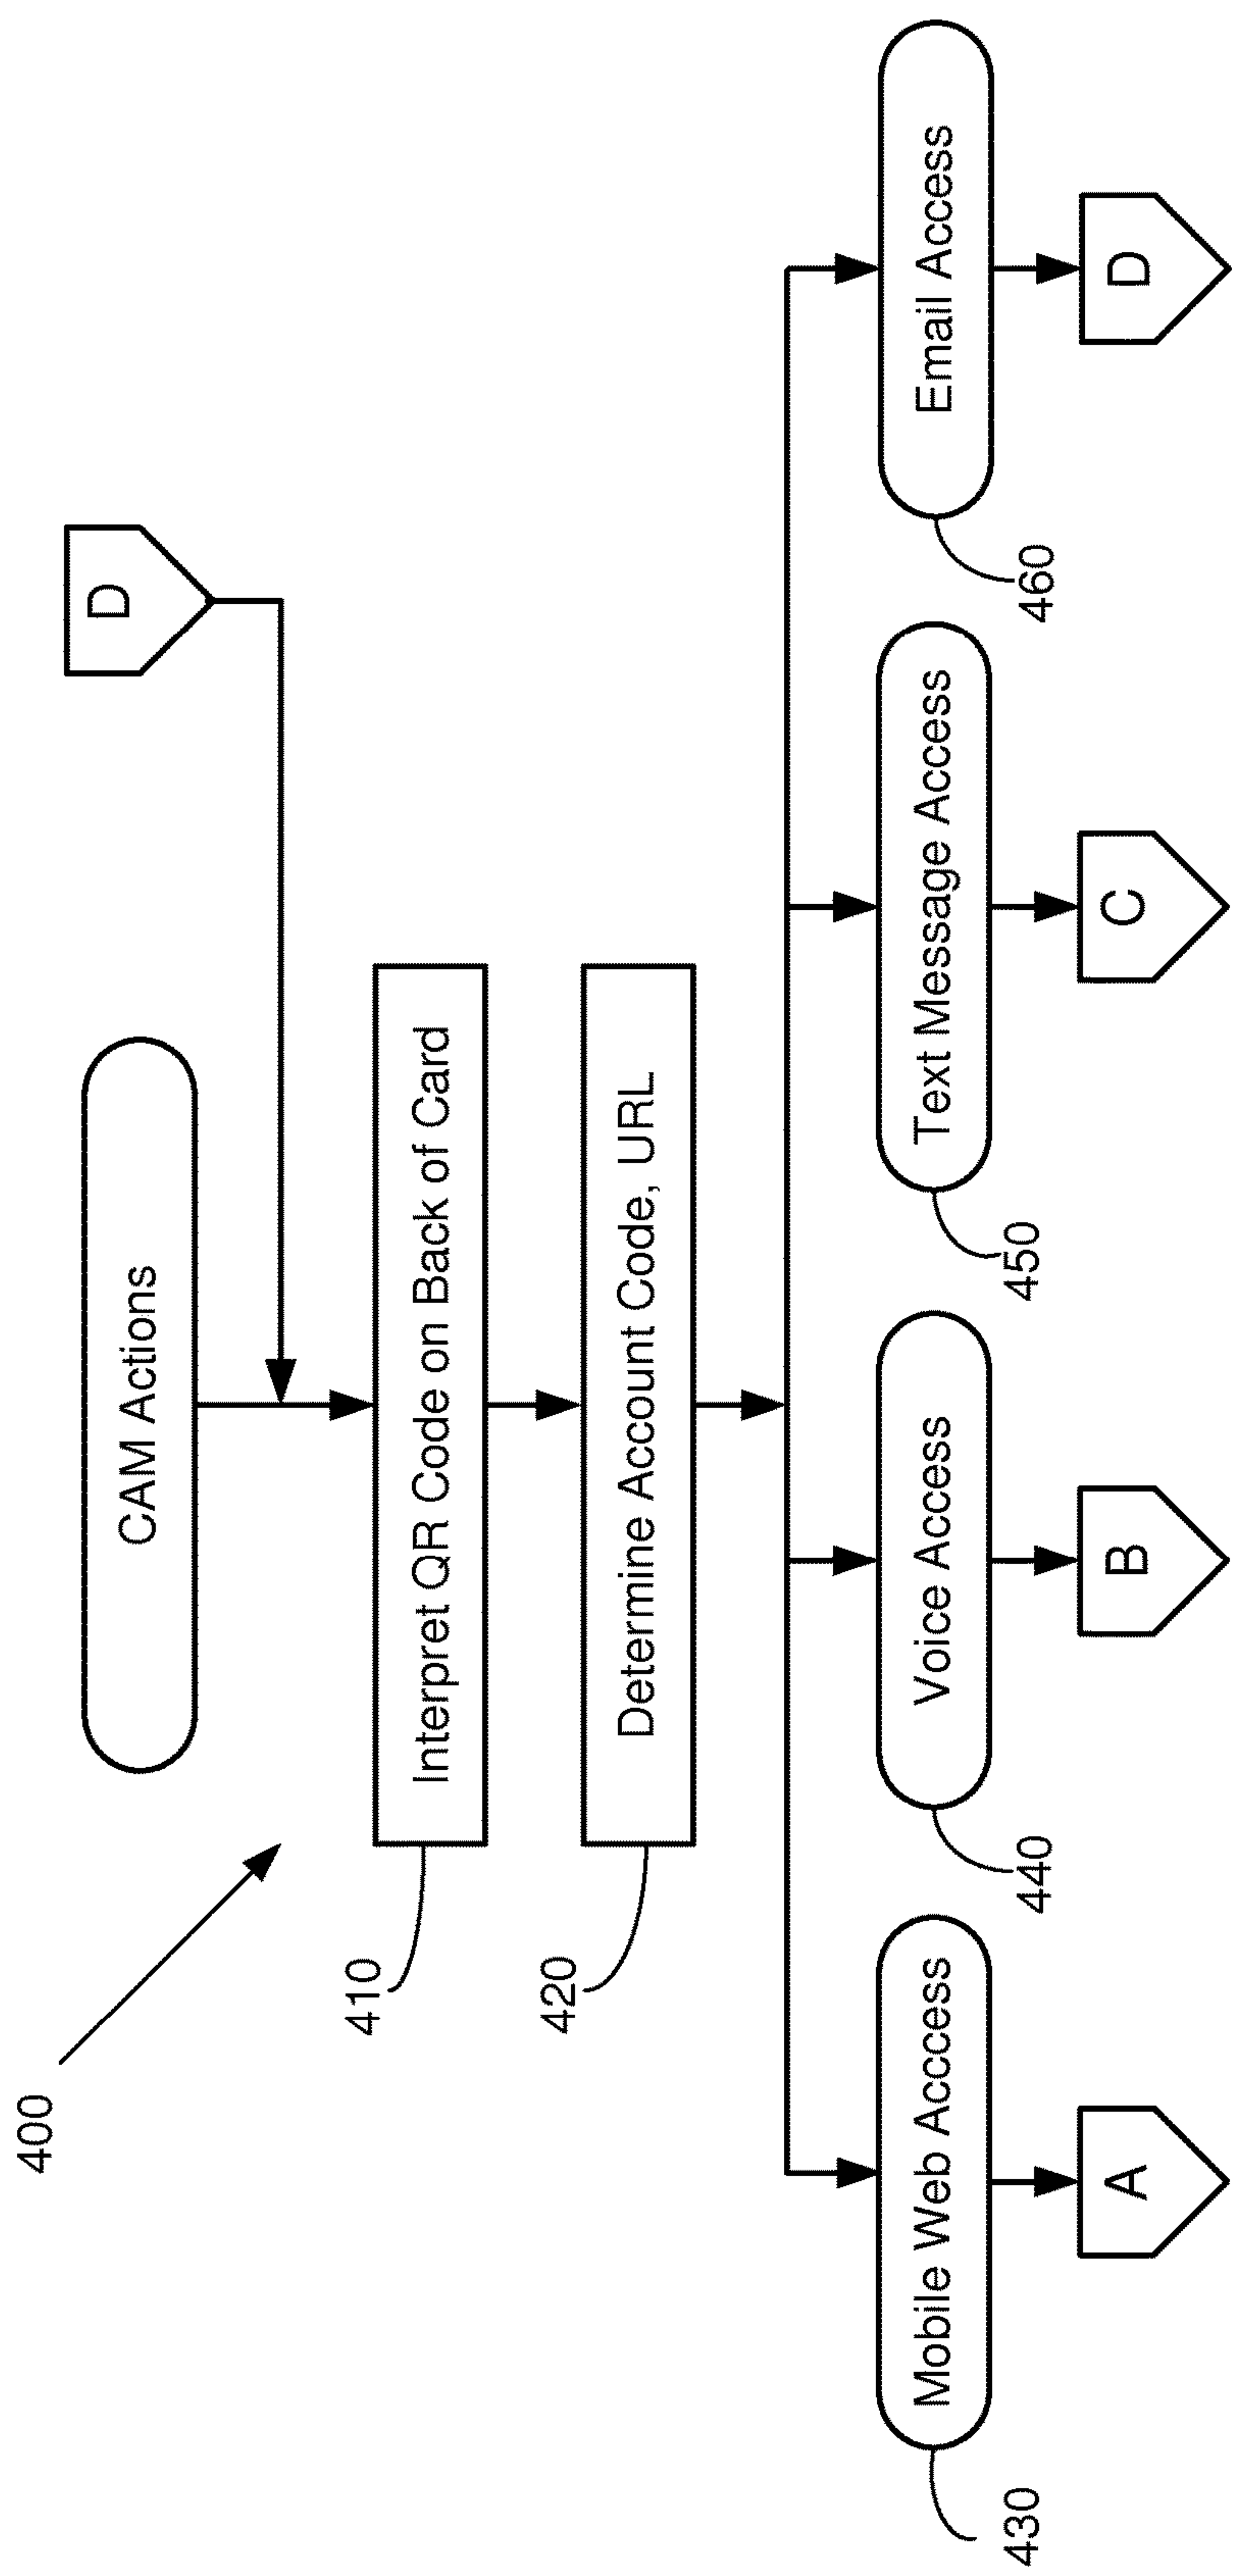 400
CAM Actions
D
410
Interpret QR Code on Back of Card
420
Determine Account Code, URL
Mobile Web Access
Voice Access
Text Message Access
Email Access
430
440
450
460
A
B
C
D